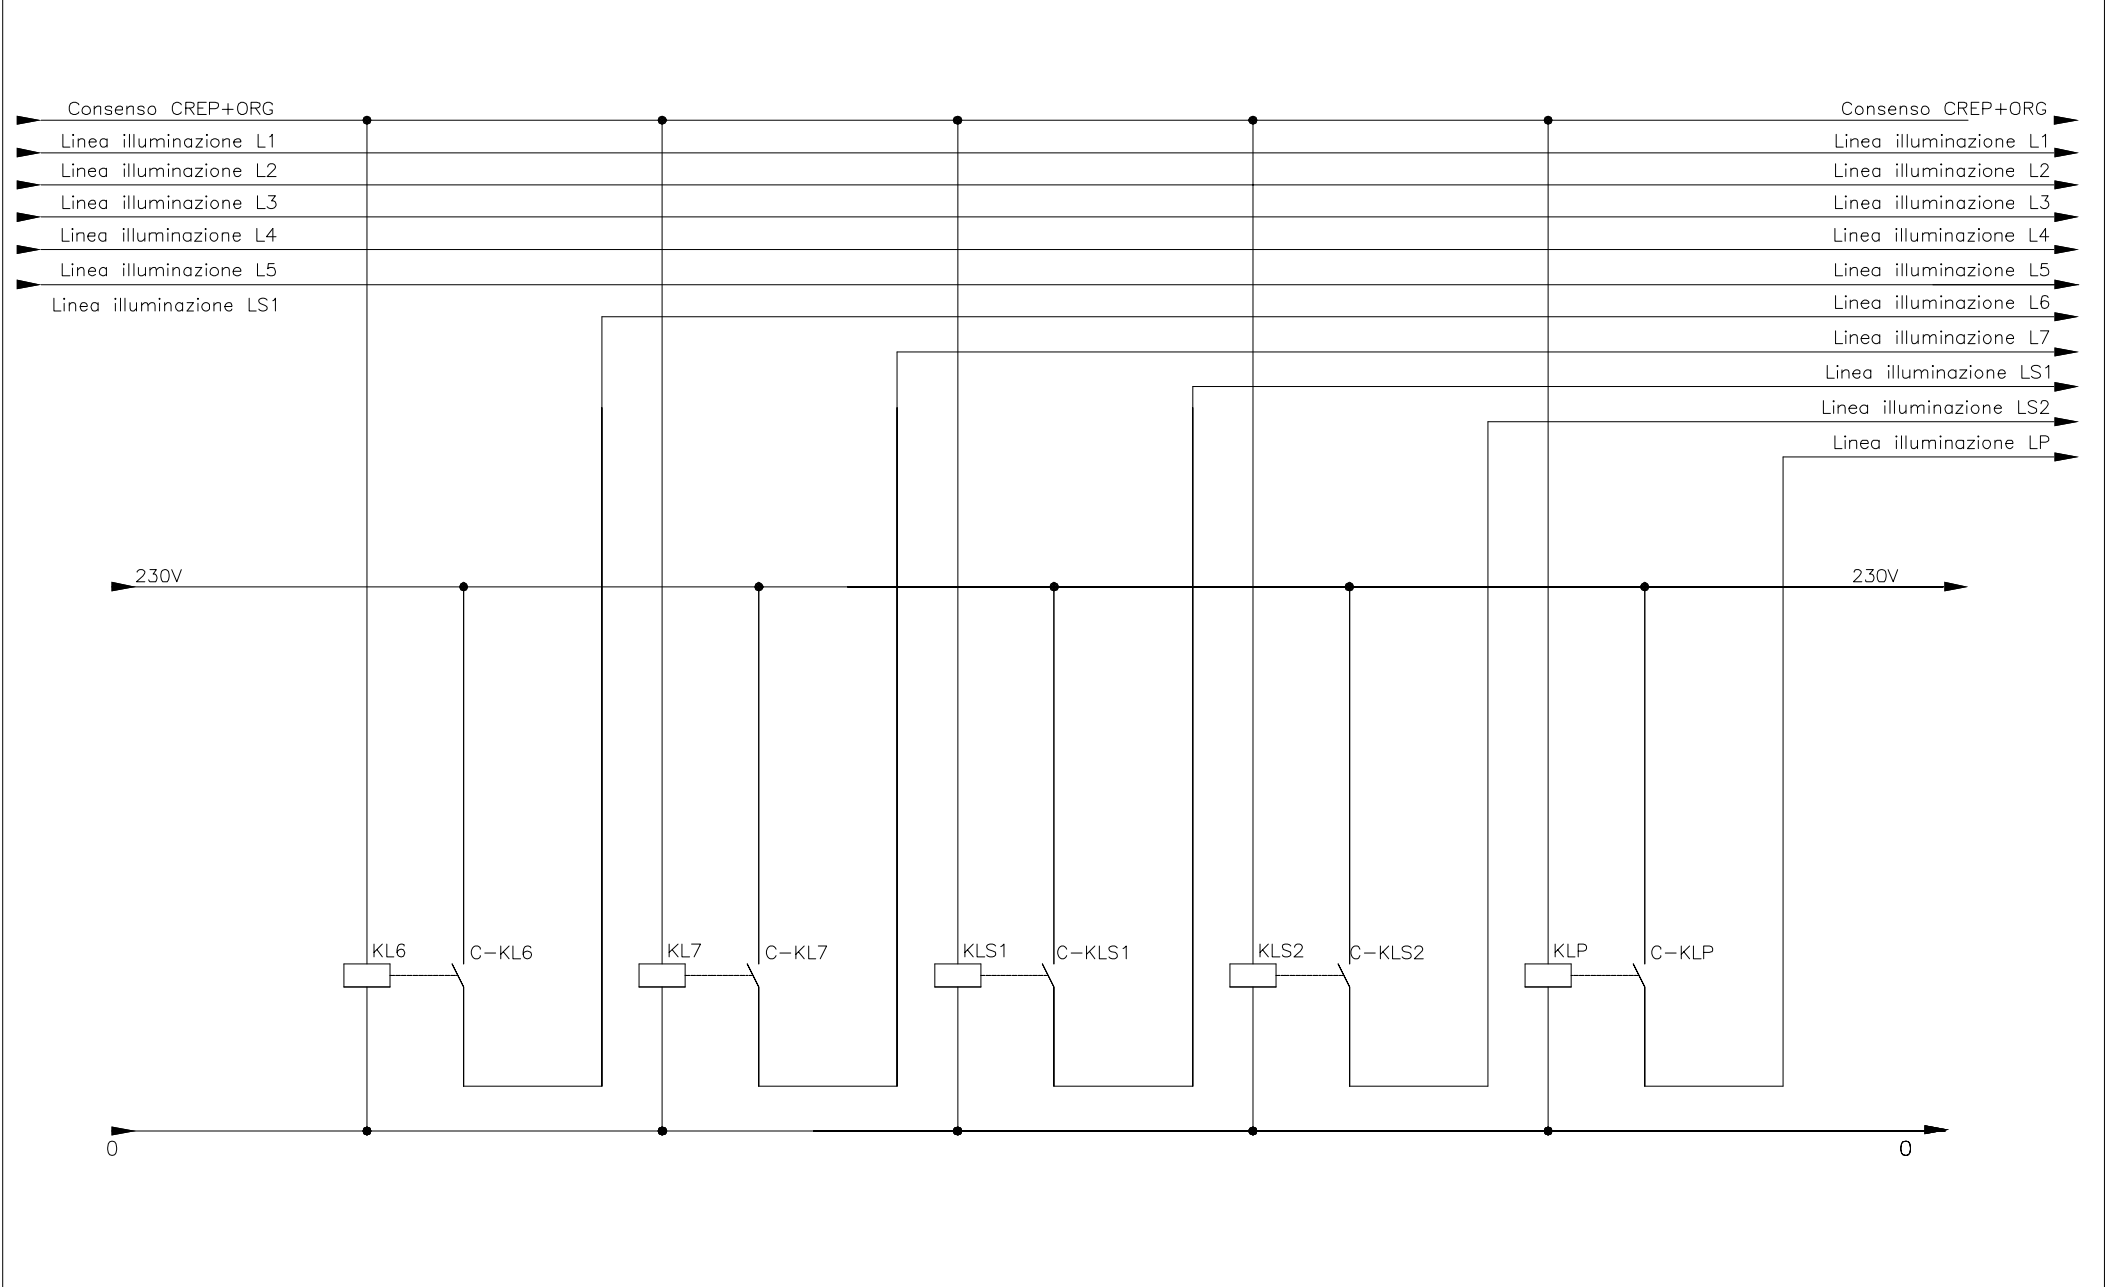 Consenso CREP+ORG
Linea illuminazione L1
Linea illuminazione L2
Linea illuminazione L3
Linea illuminazione L4
Linea illuminazione L5
Linea illuminazione LS1
Consenso CREP+ORG
Linea illuminazione L1
Linea illuminazione L2
Linea illuminazione L3
Linea illuminazione L4
Linea illuminazione L5
Linea illuminazione L6
Linea illuminazione L7
Linea illuminazione LS1
Linea illuminazione LS2
Linea illuminazione LP
230V
230V
KL6
C-KL6
KL7
C-KL7
KLS1
C-KLS1
KLS2
C-KLS2
KLP
C-KLP
0
0